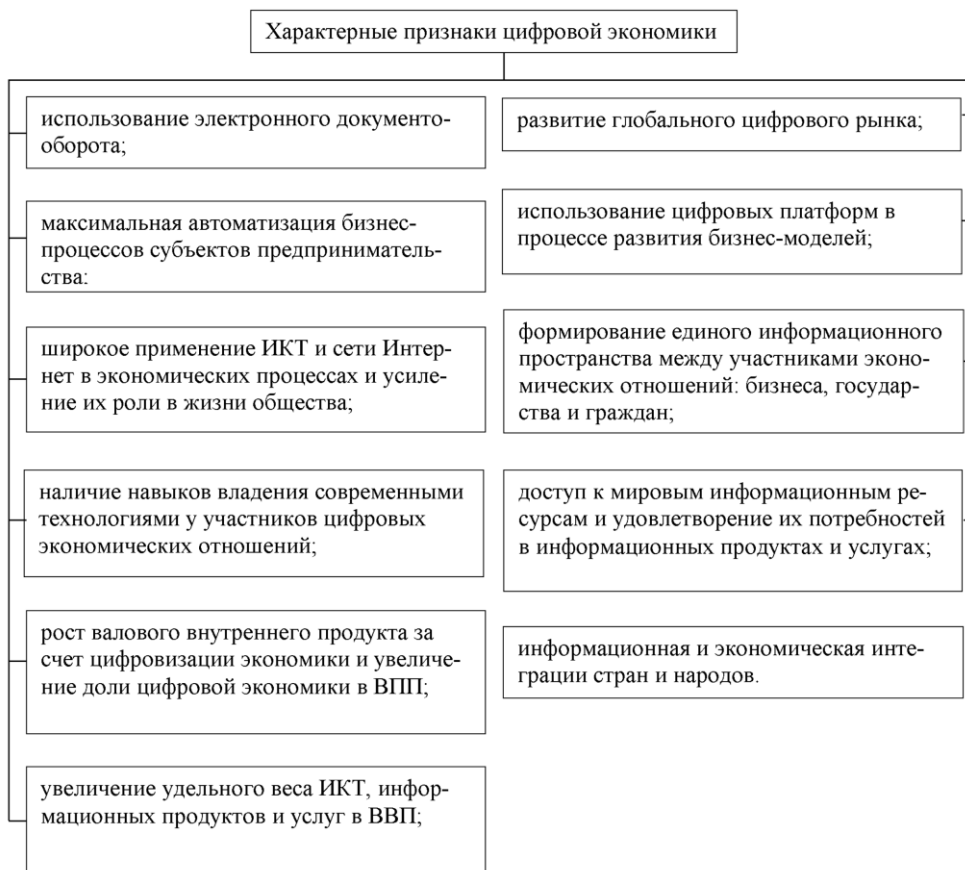 Характерные признаки цифровой экономики
использование электронного документо-
оборота;
максимальная автоматизация бизнес-
процессов субъектов предприниматель-
ства:
широкое применение ИКТ и сети Интер-
нет в экономических процессах и усиле-
ние их роли в жизни общества;
наличие навыков владения современными
технологиями у участников цифровых
экономических отношений;
рост валового внутреннего продукта за
счет цифровизации экономики и увеличе-
ние доли цифровой экономики в ВПП;
увеличение удельного веса ИКТ, инфор-
мационных продуктов и услуг в ВВП;
развитие глобального цифрового рынка;
использование цифровых платформ в
процессе развития бизнес-моделей;
формирование единого информационного
пространства между участниками эконо-
мических отношений: бизнеса, государ-
ства и граждан;
доступ к мировым информационным ре-
сурсам и удовлетворение их потребностей
в информационных продуктах и услугах;
информационная и экономическая инте-
грации стран и народов.